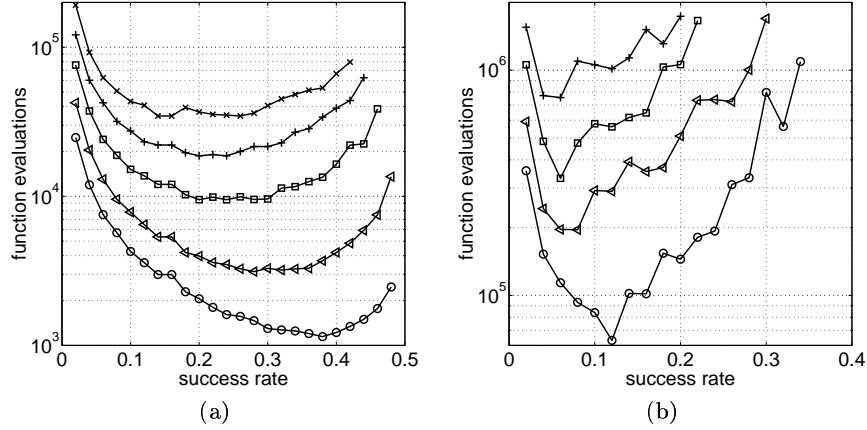 function evaluations
10^5
10^4
10^3
0 0.1 0.2 0.3 0.4 0.5
success rate
(a)
function evaluations
10^6
10^5
0 0.1 0.2 0.3 0.4
success rate
(b)